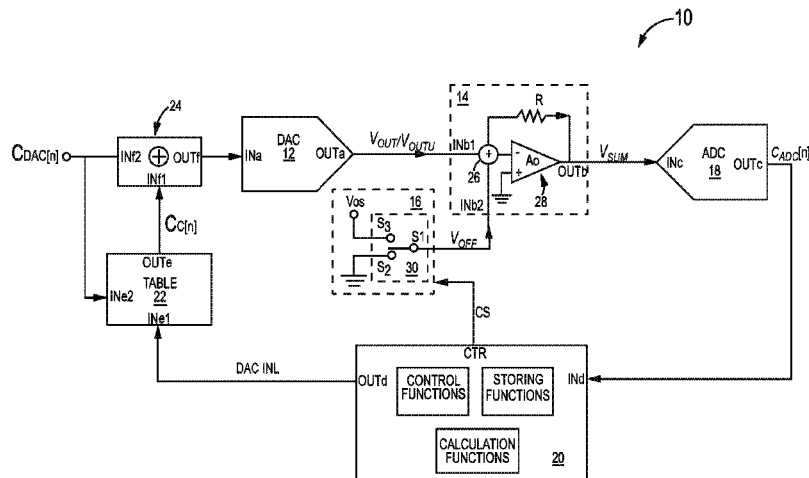 10
24
14
R
CDAC[n]
INf2
OUTf
INf1
INa
DAC
12
OUTa
VOUT/VOUTU
INb1
26
-
+
Ao
OUTb
28
INb2
VSUM
INc
ADC
18
OUTc
CADC[n]
CC[n]
Vos
16
S3
S1
S2
30
VOFF
OUTe
TABLE
22
INe2
INe1
CS
DAC INL
CTR
OUTd
INd
CONTROL
FUNCTIONS
STORING
FUNCTIONS
CALCULATION
FUNCTIONS
20